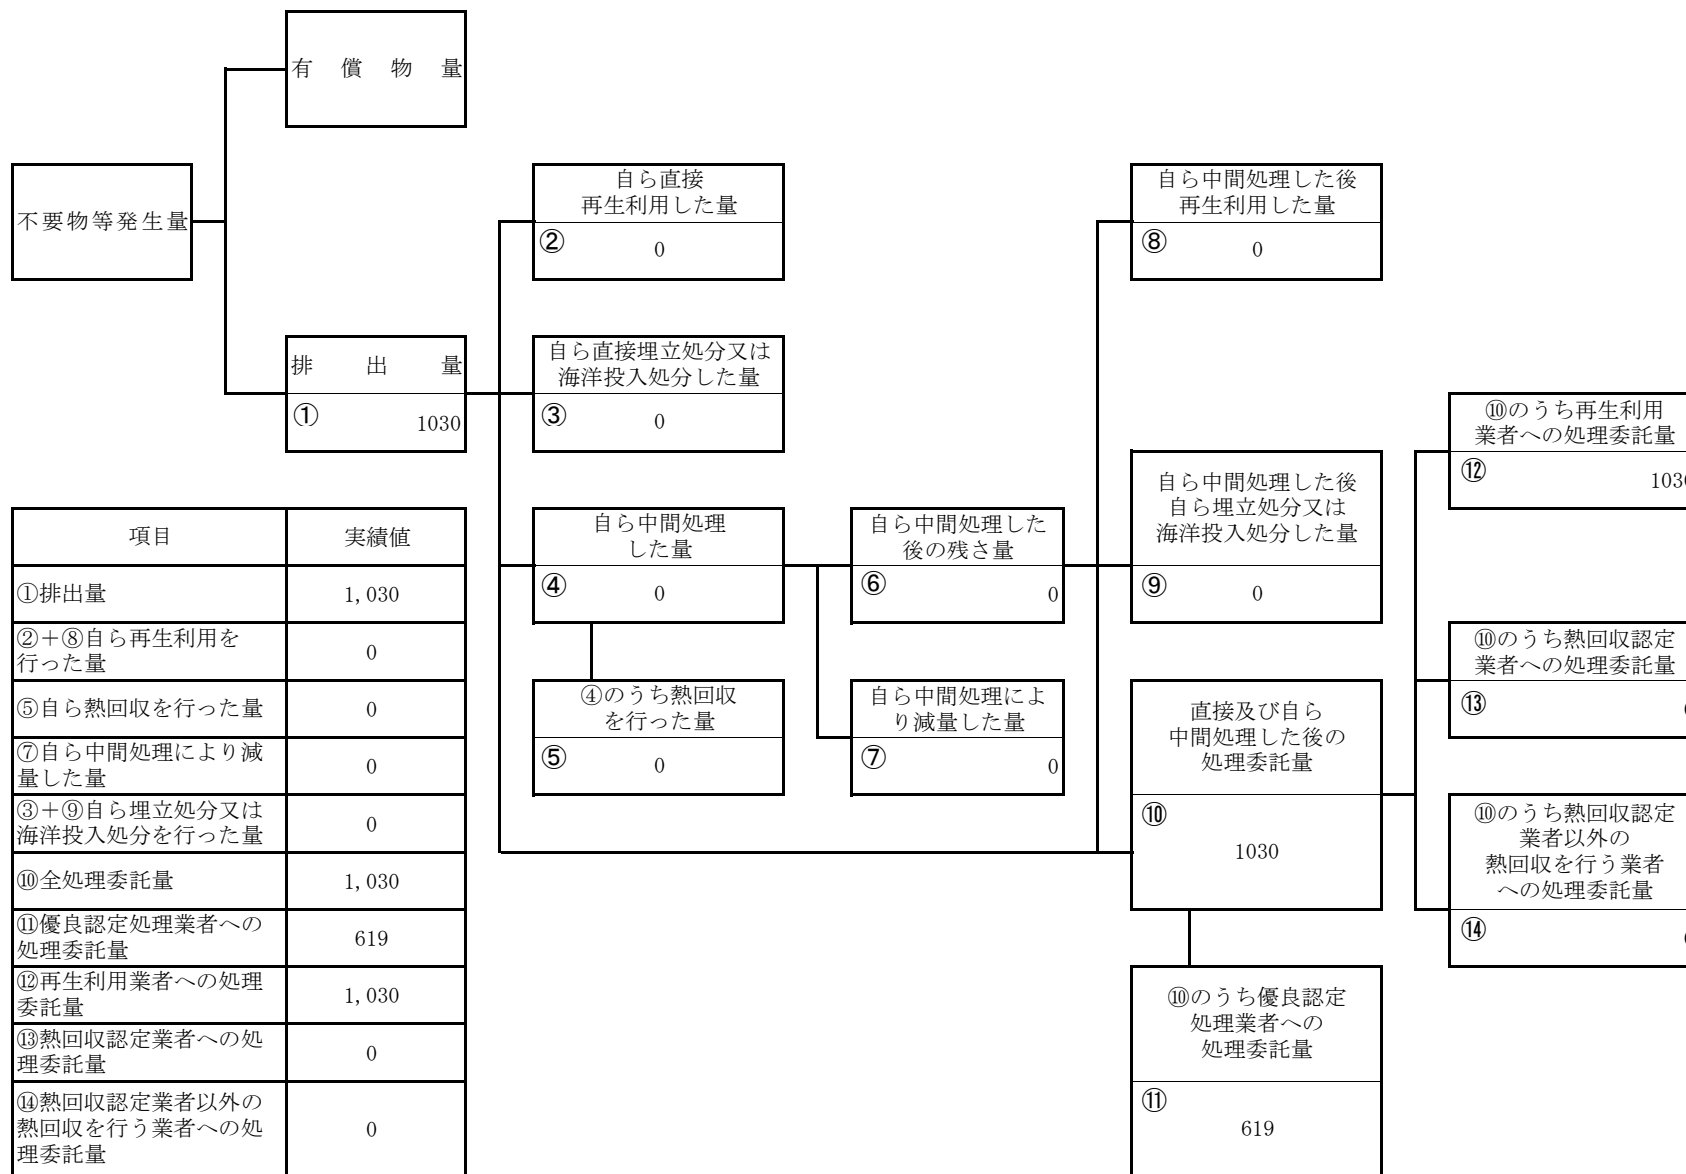 有償物量
不要物等発生量
排出量
①
1030
自ら直接
再生利用した量
②
0
自ら直接埋立処分又は
海洋投入処分した量
③
0
自ら中間処理
した量
④
0
④のうち熱回収
を行った量
⑤
0
自ら中間処理した
後の残さ量
⑥
0
自ら中間処理によ
り減量した量
⑦
0
自ら中間処理した後
再生利用した量
⑧
0
自ら中間処理した後
自ら埋立処分又は
海洋投入処分した量
⑨
0
直接及び自ら
中間処理した後の
処理委託量
⑩
1030
⑩のうち優良認定
処理業者への
処理委託量
⑪
619
⑩のうち再生利用
業者への処理委託量
⑫
1030
⑩のうち熱回収認定
業者への処理委託量
⑬
⑩のうち熱回収認定
業者以外の
熱回収を行う業者
への処理委託量
⑭
項目 実績値
①排出量 1,030
②＋⑧自ら再生利用を
行った量 0
⑤自ら熱回収を行った量 0
⑦自ら中間処理により減
量した量 0
③＋⑨自ら埋立処分又は
海洋投入処分を行った量 0
⑩全処理委託量 1,030
⑪優良認定処理業者への
処理委託量 619
⑫再生利用業者への処理
委託量 1,030
⑬熱回収認定業者への処
理委託量 0
⑭熱回収認定業者以外の
熱回収を行う業者への処
理委託量 0